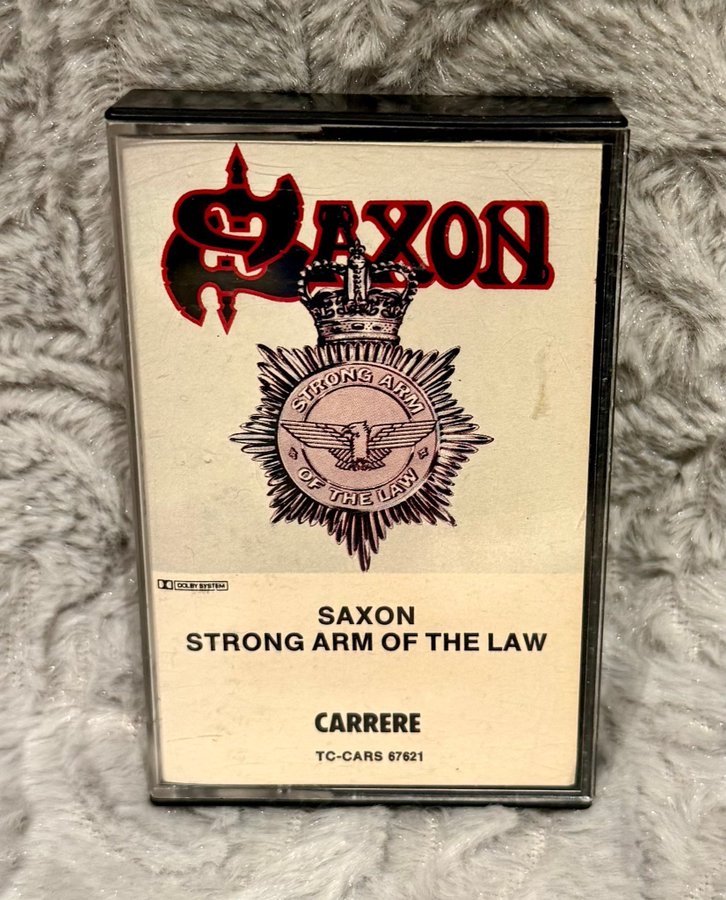 SAXON
STRONG ARM
OF THE LAW
DOLBY SYSTEM
SAXON
STRONG ARM OF THE LAW
CARRERE
TC-CARS 67621